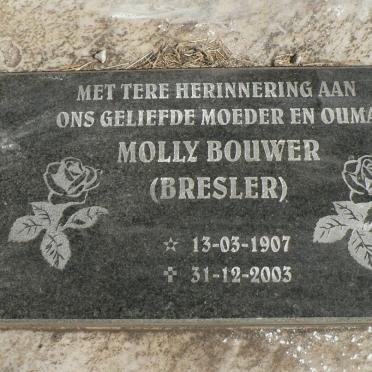 MET TERE HERINNERING AAN
ONS GELIEFDE MOEDER EN OUMA
MOLLY BOUWER
(BRESLER)
☆ 13-03-1907
✝ 31-12-2003